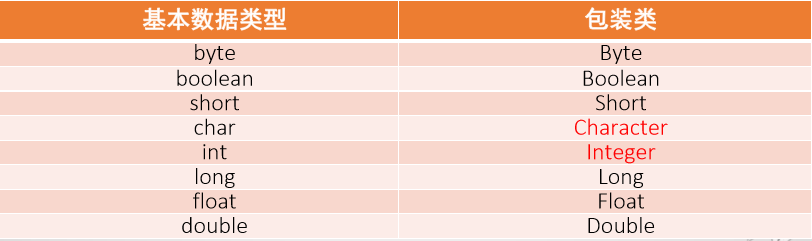 基本数据类型 包装类
byte Byte
boolean Boolean
short Short
char Character
int Integer
long Long
float Float
double Double